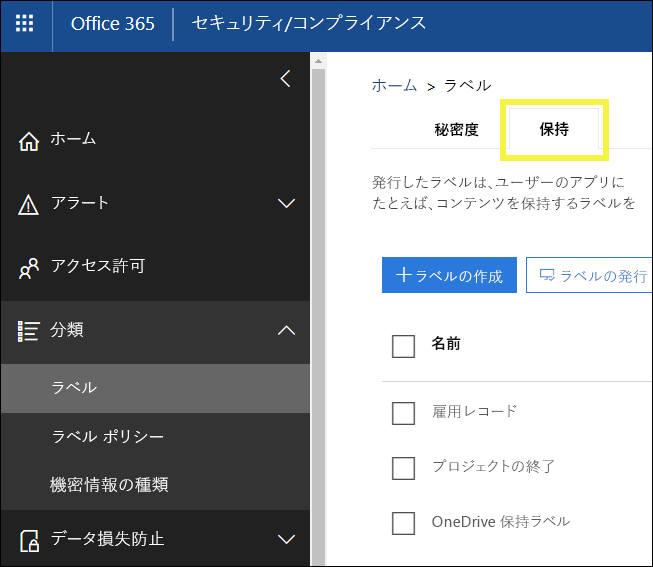 Office 365
セキュリティ/コンプライアンス
ホーム
アラート
アクセス許可
分類
ラベル
ラベル ポリシー
機密情報の種類
データ損失防止
ホーム > ラベル
秘密度
保持
発行したラベルは、ユーザーのアプリに
たとえば、コンテンツを保持するラベルを
ラベルの作成
ラベルの発行
名前
雇用レコード
プロジェクトの終了
OneDrive 保持ラベル